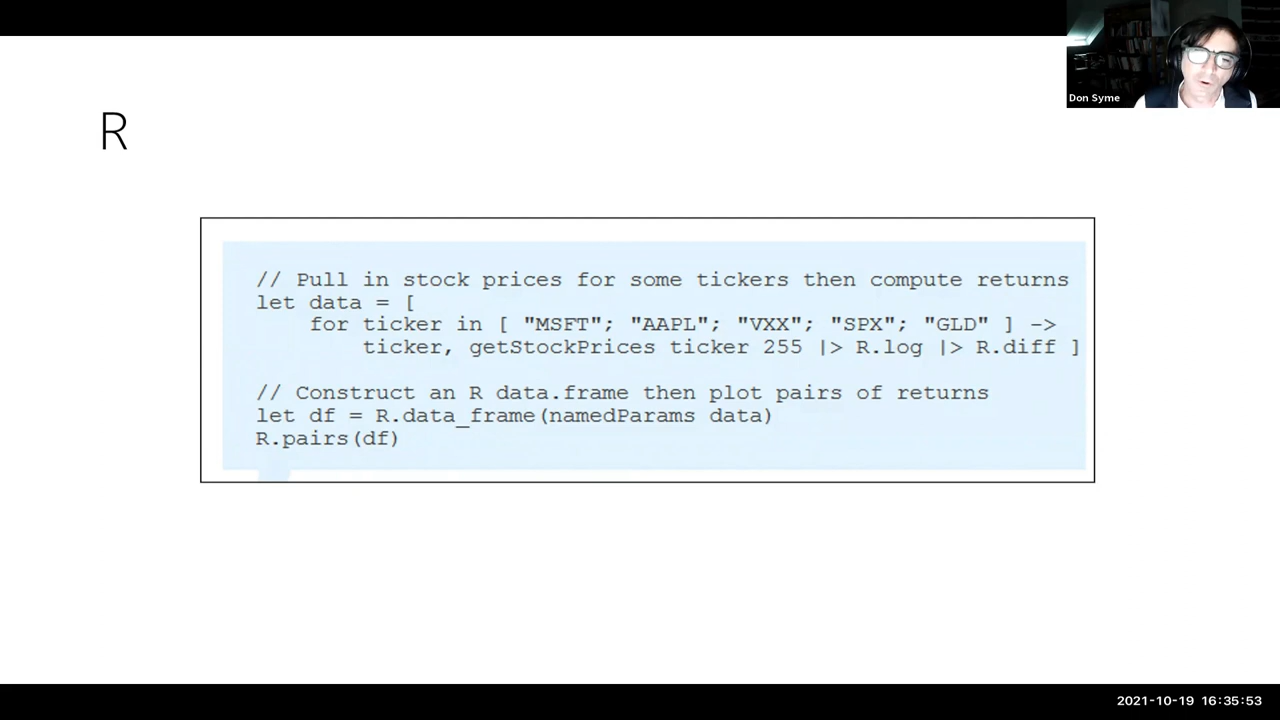 Don Syme
R
// Pull in stock prices for some tickers then compute returns
let data = [
    for ticker in [ "MSFT"; "AAPL"; "VXX"; "SPX"; "GLD" ] ->
        ticker, getStockPrices ticker 255 |> R.log |> R.diff ]
// Construct an R data.frame then plot pairs of returns
let df = R.data_frame(namedParams data)
R.pairs(df)
2021-10-19 16:35:53